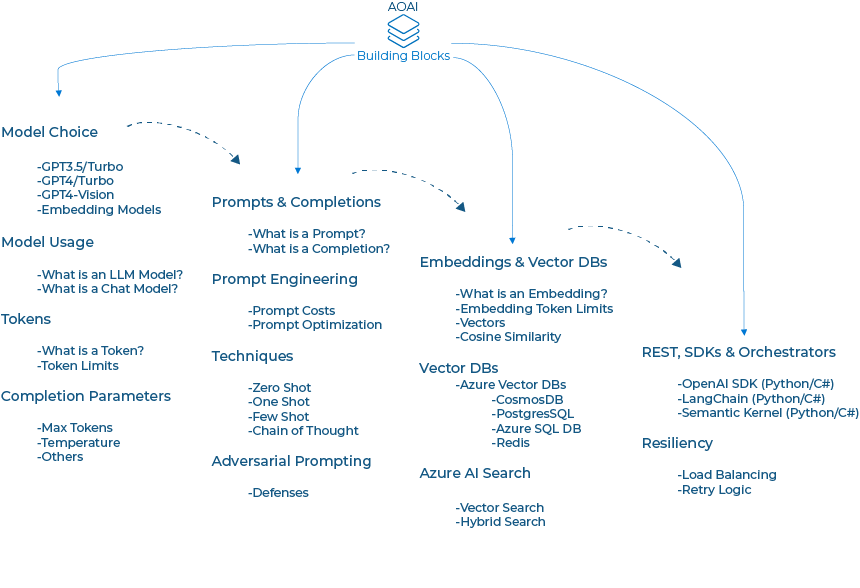 AOAI
Building Blocks
Model Choice
-GPT3.5/Turbo
-GPT4/Turbo
-GPT4-Vision
-Embedding Models
Model Usage
-What is an LLM Model?
-What is a Chat Model?
Tokens
-What is a Token?
-Token Limits
Completion Parameters
-Max Tokens
-Temperature
-Others
Prompts & Completions
-What is a Prompt?
-What is a Completion?
Prompt Engineering
-Prompt Costs
-Prompt Optimization
Techniques
-Zero Shot
-One Shot
-Few Shot
-Chain of Thought
Adversarial Prompting
-Defenses
Embeddings & Vector DBs
-What is an Embedding?
-Embedding Token Limits
-Vectors
-Cosine Similarity
Vector DBs
-Azure Vector DBs
-CosmosDB
-PostgresSQL
-Azure SQL DB
-Redis
Azure AI Search
-Vector Search
-Hybrid Search
REST, SDKs & Orchestrators
-OpenAI SDK (Python/C#)
-LangChain (Python/C#)
-Semantic Kernel (Python/C#)
Resiliency
-Load Balancing
-Retry Logic